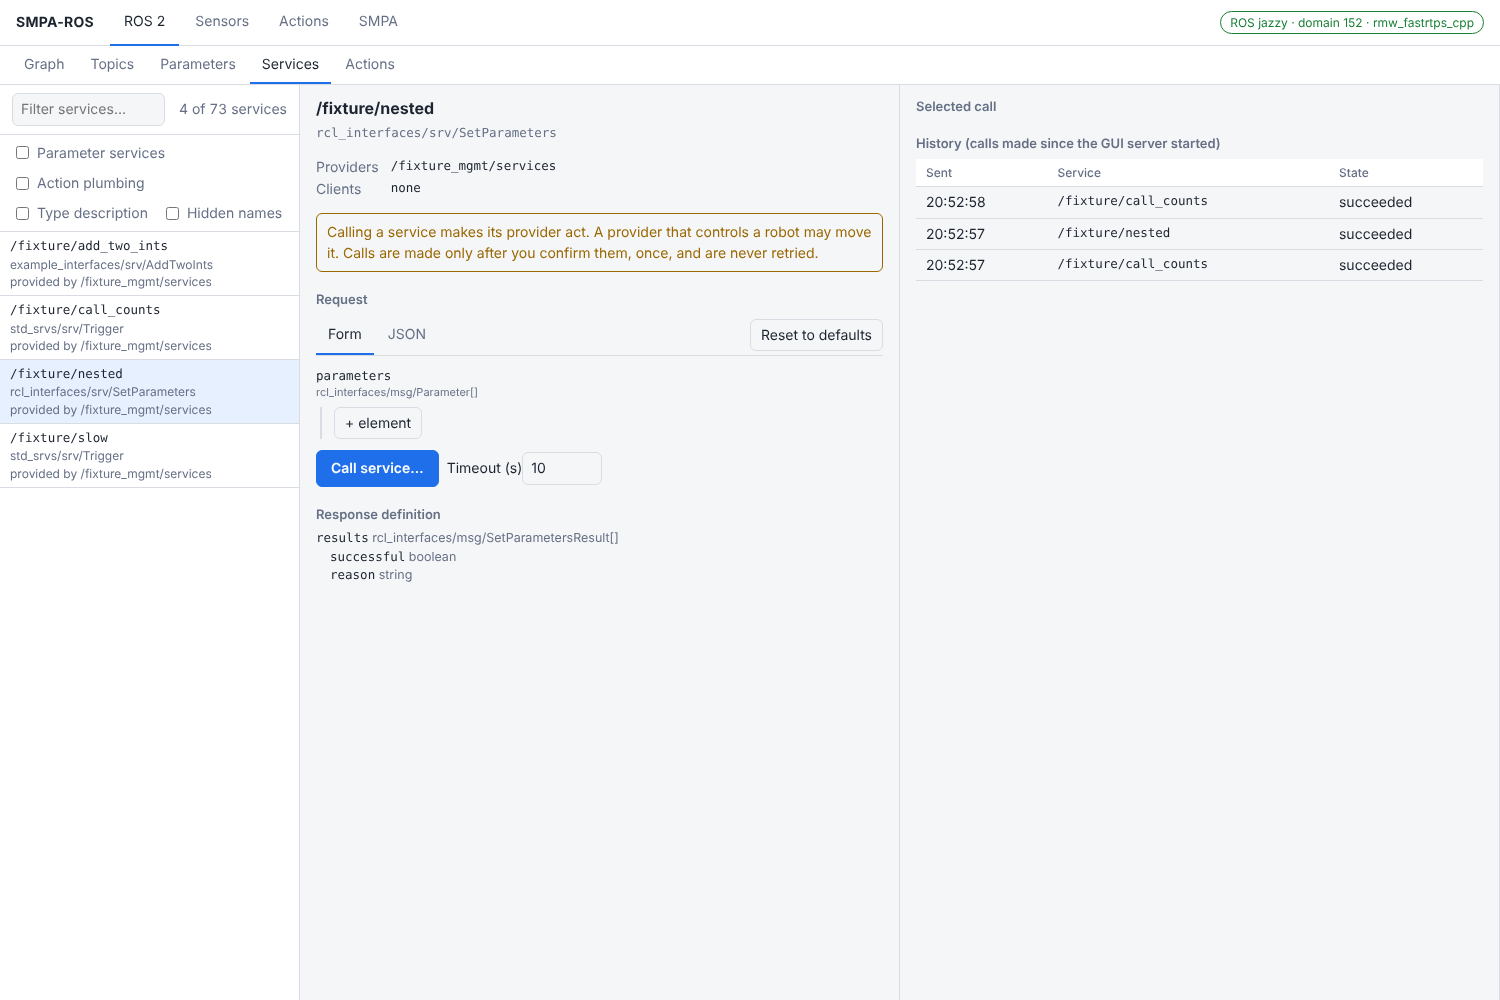 SMPA-ROS ROS 2 Sensors Actions SMPA ROS jazzy · domain 152 · rmw_fastrtps_cpp
Graph Topics Parameters Services Actions
Filter services... 4 of 73 services
Parameter services
Action plumbing
Type description Hidden names
/fixture/add_two_ints
example_interfaces/srv/AddTwoInts
provided by /fixture_mgmt/services
/fixture/call_counts
std_srvs/srv/Trigger
provided by /fixture_mgmt/services
/fixture/nested
rcl_interfaces/srv/SetParameters
provided by /fixture_mgmt/services
/fixture/slow
std_srvs/srv/Trigger
provided by /fixture_mgmt/services
/fixture/nested
rcl_interfaces/srv/SetParameters
Providers /fixture_mgmt/services
Clients none
Calling a service makes its provider act. A provider that controls a robot may move
it. Calls are made only after you confirm them, once, and are never retried.
Request
Form JSON Reset to defaults
parameters
rcl_interfaces/msg/Parameter[]
+ element
Call service... Timeout (s) 10
Response definition
results rcl_interfaces/msg/SetParametersResult[]
successful boolean
reason string
Selected call
History (calls made since the GUI server started)
Sent Service State
20:52:58 /fixture/call_counts succeeded
20:52:57 /fixture/nested succeeded
20:52:57 /fixture/call_counts succeeded